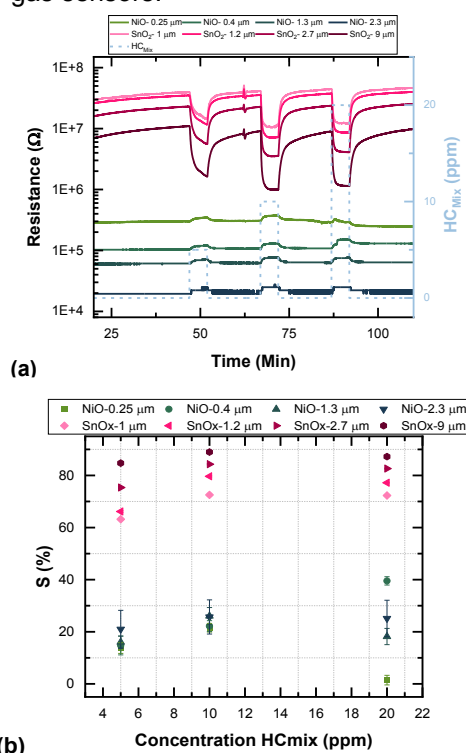 gas sensors.
NiO- 0.25 μm NiO- 0.4 μm NiO- 1.3 μm NiO- 2.3 μm
SnO₂- 1 μm SnO₂- 1.2 μm SnO₂- 2.7 μm SnO₂- 9 μm
HC_Mix
1E+8
1E+7
1E+6
1E+5
1E+4
Resistance (Ω)
20
10
0
HC_Mix (ppm)
25 50 75 100
Time (Min)
(a)
NiO-0.25 μm NiO-0.4 μm NiO-1.3 μm NiO-2.3 μm
SnOx-1 μm SnOx-1.2 μm SnOx-2.7 μm SnOx-9 μm
80
60
40
20
0
S (%)
4 6 8 10 12 14 16 18 20 22
Concentration HCmix (ppm)
(b)